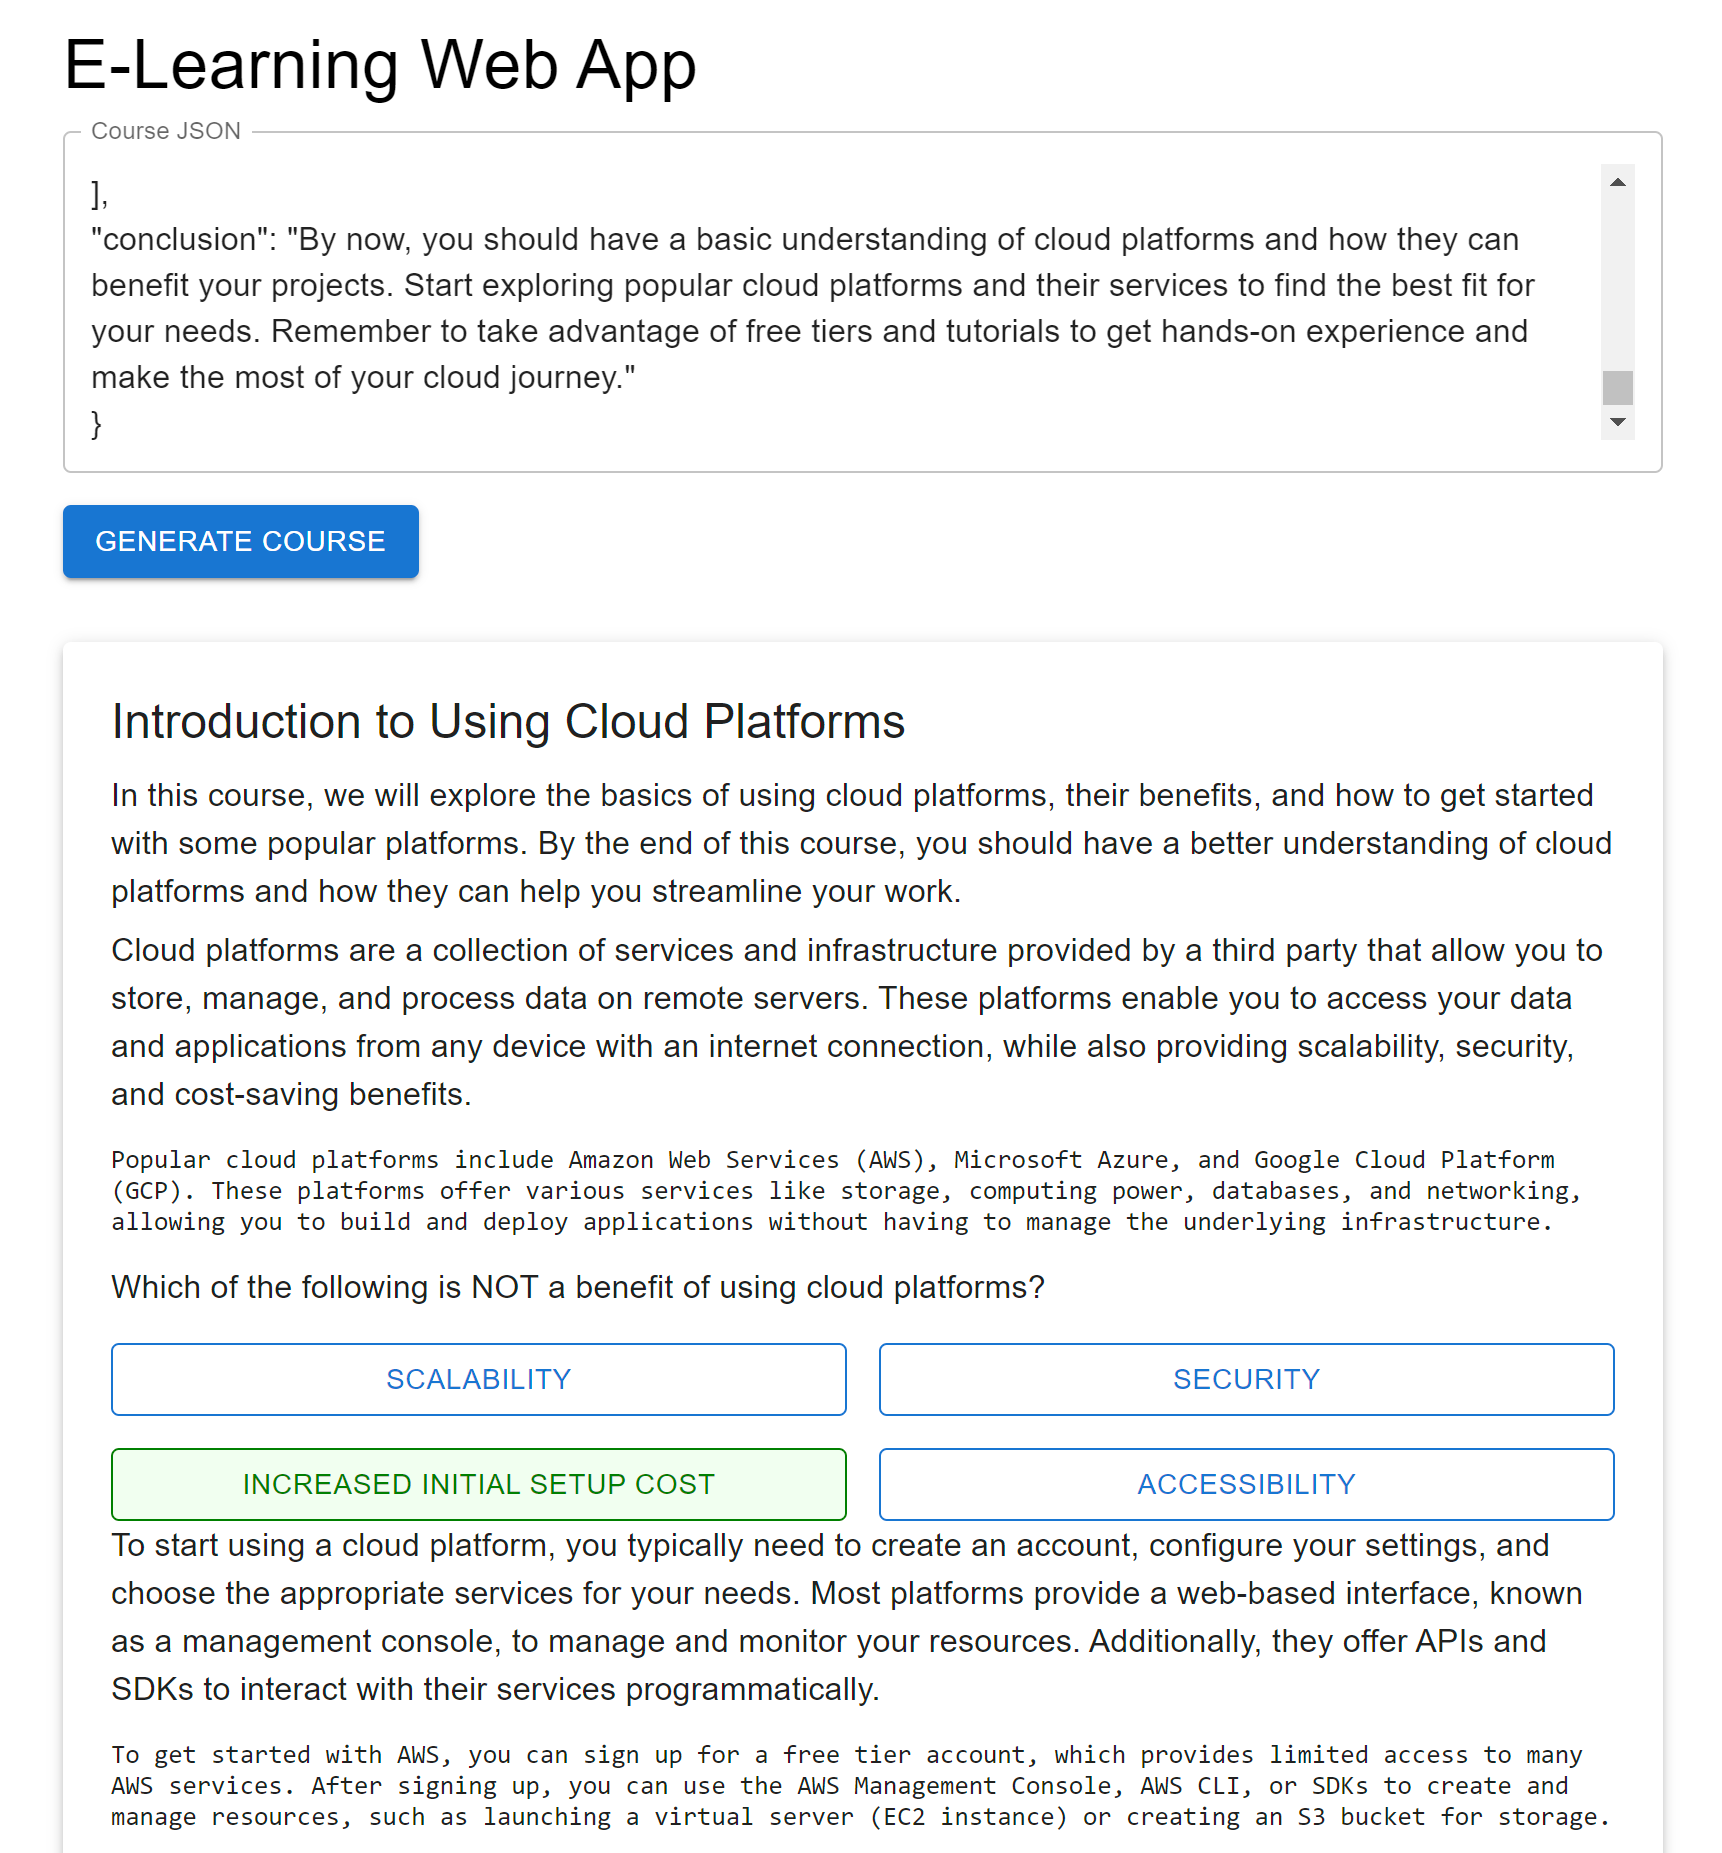 E-Learning Web App
Course JSON
],
"conclusion": "By now, you should have a basic understanding of cloud platforms and how they can
benefit your projects. Start exploring popular cloud platforms and their services to find the best fit for
your needs. Remember to take advantage of free tiers and tutorials to get hands-on experience and
make the most of your cloud journey."
}
GENERATE COURSE
Introduction to Using Cloud Platforms
In this course, we will explore the basics of using cloud platforms, their benefits, and how to get started
with some popular platforms. By the end of this course, you should have a better understanding of cloud
platforms and how they can help you streamline your work.
Cloud platforms are a collection of services and infrastructure provided by a third party that allow you to
store, manage, and process data on remote servers. These platforms enable you to access your data
and applications from any device with an internet connection, while also providing scalability, security,
and cost-saving benefits.
Popular cloud platforms include Amazon Web Services (AWS), Microsoft Azure, and Google Cloud Platform
(GCP). These platforms offer various services like storage, computing power, databases, and networking,
allowing you to build and deploy applications without having to manage the underlying infrastructure.
Which of the following is NOT a benefit of using cloud platforms?
SCALABILITY
SECURITY
INCREASED INITIAL SETUP COST
ACCESSIBILITY
To start using a cloud platform, you typically need to create an account, configure your settings, and
choose the appropriate services for your needs. Most platforms provide a web-based interface, known
as a management console, to manage and monitor your resources. Additionally, they offer APIs and
SDKs to interact with their services programmatically.
To get started with AWS, you can sign up for a free tier account, which provides limited access to many
AWS services. After signing up, you can use the AWS Management Console, AWS CLI, or SDKs to create and
manage resources, such as launching a virtual server (EC2 instance) or creating an S3 bucket for storage.